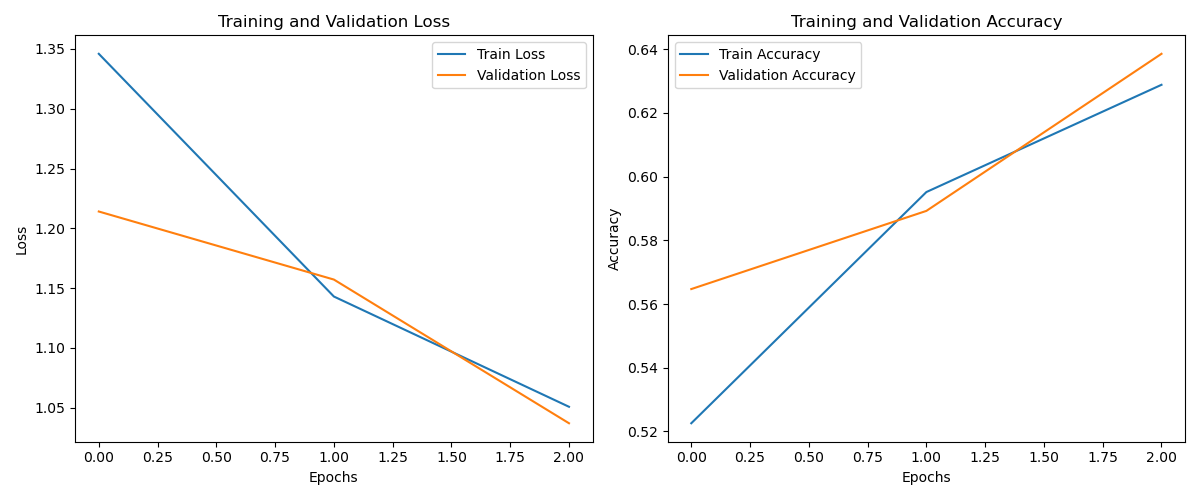 Training and Validation Loss
1.35
1.30
1.25
1.20
1.15
1.10
1.05
Loss
Train Loss
Validation Loss
0.00 0.25 0.50 0.75 1.00 1.25 1.50 1.75 2.00
Epochs
Training and Validation Accuracy
0.64
0.62
0.60
0.58
0.56
0.54
0.52
Accuracy
Train Accuracy
Validation Accuracy
0.00 0.25 0.50 0.75 1.00 1.25 1.50 1.75 2.00
Epochs